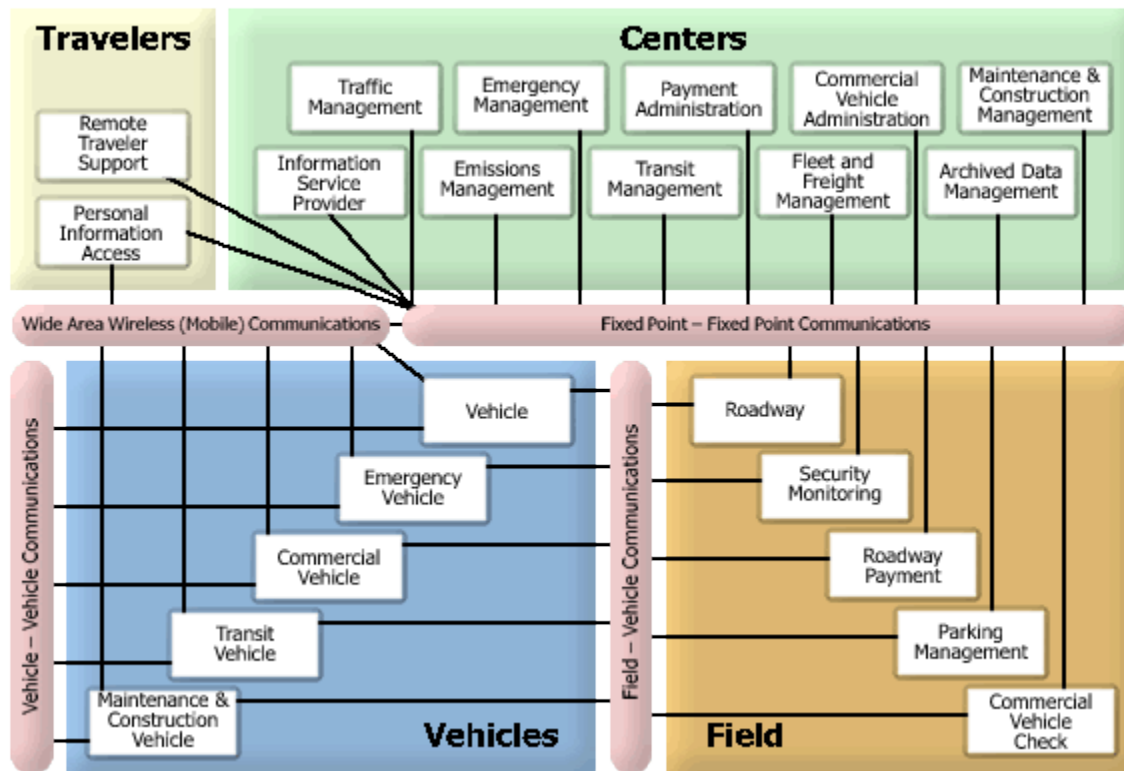 Travelers
Remote
Traveler
Support
Personal
Information
Access
Centers
Traffic
Management
Emergency
Management
Payment
Administration
Commercial
Vehicle
Administration
Maintenance &
Construction
Management
Information
Service
Provider
Emissions
Management
Transit
Management
Fleet and
Freight
Management
Archived Data
Management
Wide Area Wireless (Mobile) Communications
Fixed Point – Fixed Point Communications
Vehicle – Vehicle Communications
Vehicle
Emergency
Vehicle
Commercial
Vehicle
Transit
Vehicle
Maintenance &
Construction
Vehicle
Vehicles
Field – Vehicle Communications
Roadway
Security
Monitoring
Roadway
Payment
Parking
Management
Commercial
Vehicle
Check
Field